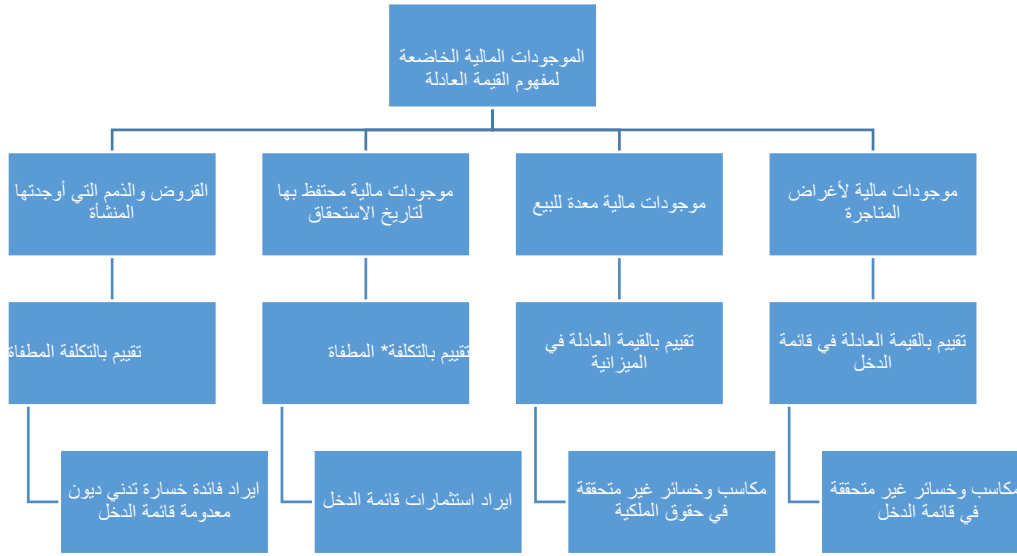 الموجودات المالية الخاضعة
لمفهوم القيمة العادلة
موجودات مالية لأغراض
المتاجرة
موجودات مالية معدة للبيع
موجودات مالية محتفظ بها
لتاريخ الاستحقاق
القروض والذمم التي أوجدتها
المنشأة
تقييم بالقيمة العادلة في قائمة
الدخل
تقييم بالقيمة العادلة في
الميزانية
تقييم بالتكلفة* المطفاة
تقييم بالتكلفة المطفاة
مكاسب وخسائر غير متحققة
في قائمة الدخل
مكاسب وخسائر غير متحققة
في حقوق الملكية
ايراد استثمارات قائمة الدخل
ايراد فائدة خسارة تدني ديون
معدومة قائمة الدخل